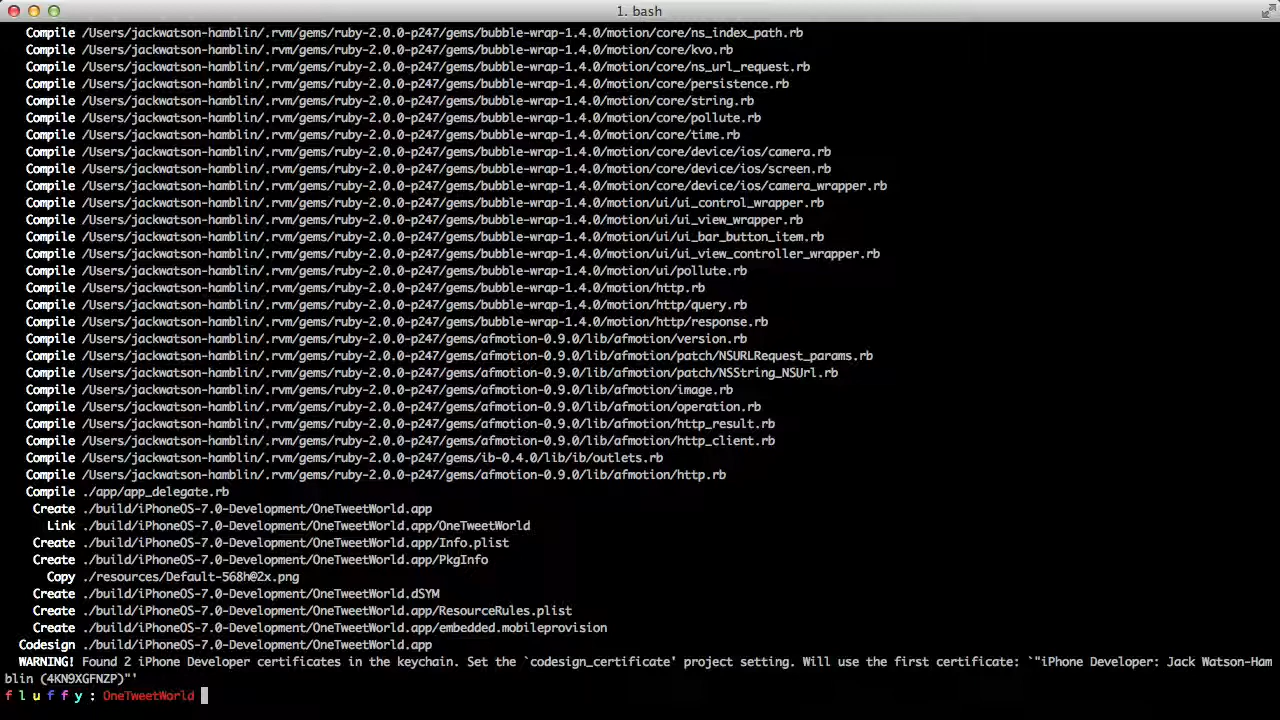 1. bash
Compile /Users/jackwatson-hamblin/.rvm/gems/ruby-2.0.0-p247/gems/bubble-wrap-1.4.0/motion/core/ns_index_path.rb
Compile /Users/jackwatson-hamblin/.rvm/gems/ruby-2.0.0-p247/gems/bubble-wrap-1.4.0/motion/core/kvo.rb
Compile /Users/jackwatson-hamblin/.rvm/gems/ruby-2.0.0-p247/gems/bubble-wrap-1.4.0/motion/core/ns_url_request.rb
Compile /Users/jackwatson-hamblin/.rvm/gems/ruby-2.0.0-p247/gems/bubble-wrap-1.4.0/motion/core/persistence.rb
Compile /Users/jackwatson-hamblin/.rvm/gems/ruby-2.0.0-p247/gems/bubble-wrap-1.4.0/motion/core/string.rb
Compile /Users/jackwatson-hamblin/.rvm/gems/ruby-2.0.0-p247/gems/bubble-wrap-1.4.0/motion/core/pollute.rb
Compile /Users/jackwatson-hamblin/.rvm/gems/ruby-2.0.0-p247/gems/bubble-wrap-1.4.0/motion/core/time.rb
Compile /Users/jackwatson-hamblin/.rvm/gems/ruby-2.0.0-p247/gems/bubble-wrap-1.4.0/motion/core/device/ios/camera.rb
Compile /Users/jackwatson-hamblin/.rvm/gems/ruby-2.0.0-p247/gems/bubble-wrap-1.4.0/motion/core/device/ios/screen.rb
Compile /Users/jackwatson-hamblin/.rvm/gems/ruby-2.0.0-p247/gems/bubble-wrap-1.4.0/motion/core/device/ios/camera_wrapper.rb
Compile /Users/jackwatson-hamblin/.rvm/gems/ruby-2.0.0-p247/gems/bubble-wrap-1.4.0/motion/ui/ui_control_wrapper.rb
Compile /Users/jackwatson-hamblin/.rvm/gems/ruby-2.0.0-p247/gems/bubble-wrap-1.4.0/motion/ui/ui_view_wrapper.rb
Compile /Users/jackwatson-hamblin/.rvm/gems/ruby-2.0.0-p247/gems/bubble-wrap-1.4.0/motion/ui/ui_bar_button_item.rb
Compile /Users/jackwatson-hamblin/.rvm/gems/ruby-2.0.0-p247/gems/bubble-wrap-1.4.0/motion/ui/ui_view_controller_wrapper.rb
Compile /Users/jackwatson-hamblin/.rvm/gems/ruby-2.0.0-p247/gems/bubble-wrap-1.4.0/motion/ui/pollute.rb
Compile /Users/jackwatson-hamblin/.rvm/gems/ruby-2.0.0-p247/gems/bubble-wrap-1.4.0/motion/http.rb
Compile /Users/jackwatson-hamblin/.rvm/gems/ruby-2.0.0-p247/gems/bubble-wrap-1.4.0/motion/http/query.rb
Compile /Users/jackwatson-hamblin/.rvm/gems/ruby-2.0.0-p247/gems/bubble-wrap-1.4.0/motion/http/response.rb
Compile /Users/jackwatson-hamblin/.rvm/gems/ruby-2.0.0-p247/gems/afmotion-0.9.0/lib/afmotion/version.rb
Compile /Users/jackwatson-hamblin/.rvm/gems/ruby-2.0.0-p247/gems/afmotion-0.9.0/lib/afmotion/patch/NSURLRequest_params.rb
Compile /Users/jackwatson-hamblin/.rvm/gems/ruby-2.0.0-p247/gems/afmotion-0.9.0/lib/afmotion/patch/NSString_NSUrl.rb
Compile /Users/jackwatson-hamblin/.rvm/gems/ruby-2.0.0-p247/gems/afmotion-0.9.0/lib/afmotion/image.rb
Compile /Users/jackwatson-hamblin/.rvm/gems/ruby-2.0.0-p247/gems/afmotion-0.9.0/lib/afmotion/operation.rb
Compile /Users/jackwatson-hamblin/.rvm/gems/ruby-2.0.0-p247/gems/afmotion-0.9.0/lib/afmotion/http_result.rb
Compile /Users/jackwatson-hamblin/.rvm/gems/ruby-2.0.0-p247/gems/afmotion-0.9.0/lib/afmotion/http_client.rb
Compile /Users/jackwatson-hamblin/.rvm/gems/ruby-2.0.0-p247/gems/ib-0.4.0/lib/ib/outlets.rb
Compile /Users/jackwatson-hamblin/.rvm/gems/ruby-2.0.0-p247/gems/afmotion-0.9.0/lib/afmotion/http.rb
Compile ./app/app_delegate.rb
Create ./build/iPhoneOS-7.0-Development/OneTweetWorld.app
Link ./build/iPhoneOS-7.0-Development/OneTweetWorld.app/OneTweetWorld
Create ./build/iPhoneOS-7.0-Development/OneTweetWorld.app/Info.plist
Create ./build/iPhoneOS-7.0-Development/OneTweetWorld.app/PkgInfo
Copy ./resources/Default-568h@2x.png
Create ./build/iPhoneOS-7.0-Development/OneTweetWorld.dSYM
Create ./build/iPhoneOS-7.0-Development/OneTweetWorld.app/ResourceRules.plist
Create ./build/iPhoneOS-7.0-Development/OneTweetWorld.app/embedded.mobileprovision
Codesign ./build/iPhoneOS-7.0-Development/OneTweetWorld.app
WARNING! Found 2 iPhone Developer certificates in the keychain. Set the `codesign_certificate' project setting. Will use the first certificate: `"iPhone Developer: Jack Watson-Ham
blin (4KN9XGFNZP)"'
f l u f f y : OneTweetWorld